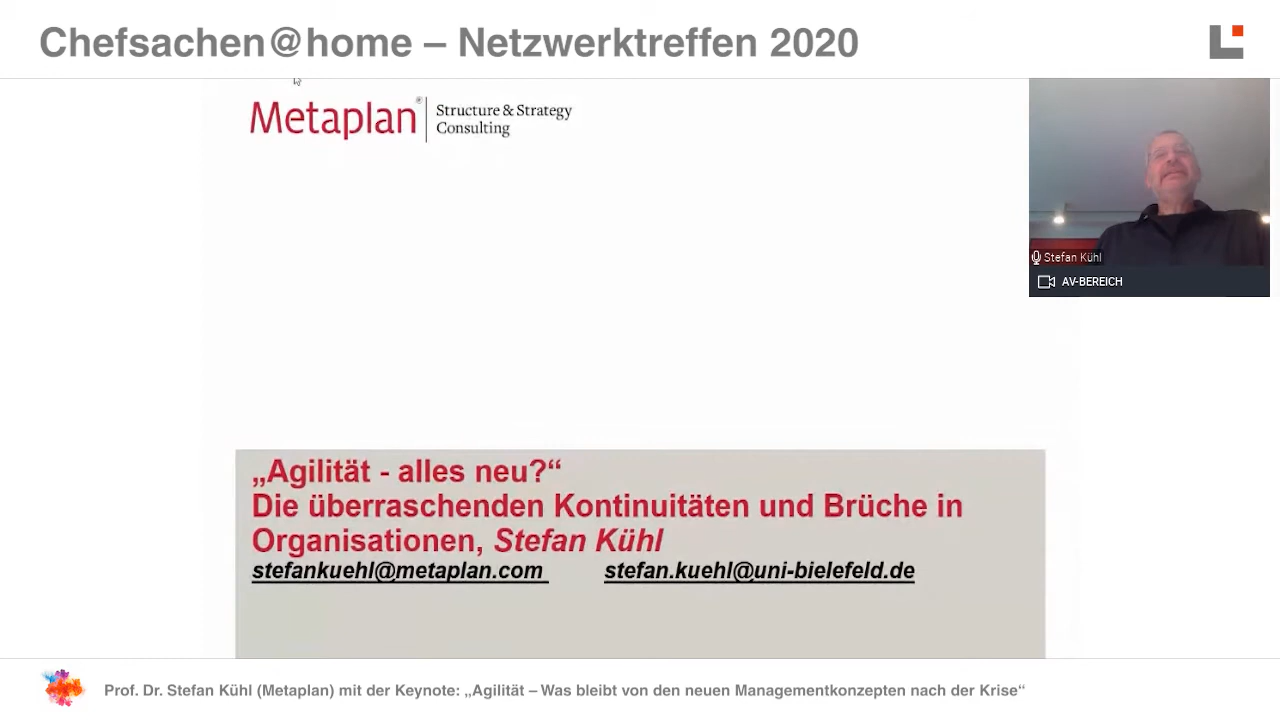 Chefsachen@home – Netzwerktreffen 2020
Metaplan® Structure & Strategy
Consulting
Stefan Kühl
AV-BEREICH
„Agilität - alles neu?“
Die überraschenden Kontinuitäten und Brüche in
Organisationen, Stefan Kühl
stefankuehl@metaplan.com stefan.kuehl@uni-bielefeld.de
Prof. Dr. Stefan Kühl (Metaplan) mit der Keynote: „Agilität – Was bleibt von den neuen Managementkonzepten nach der Krise“